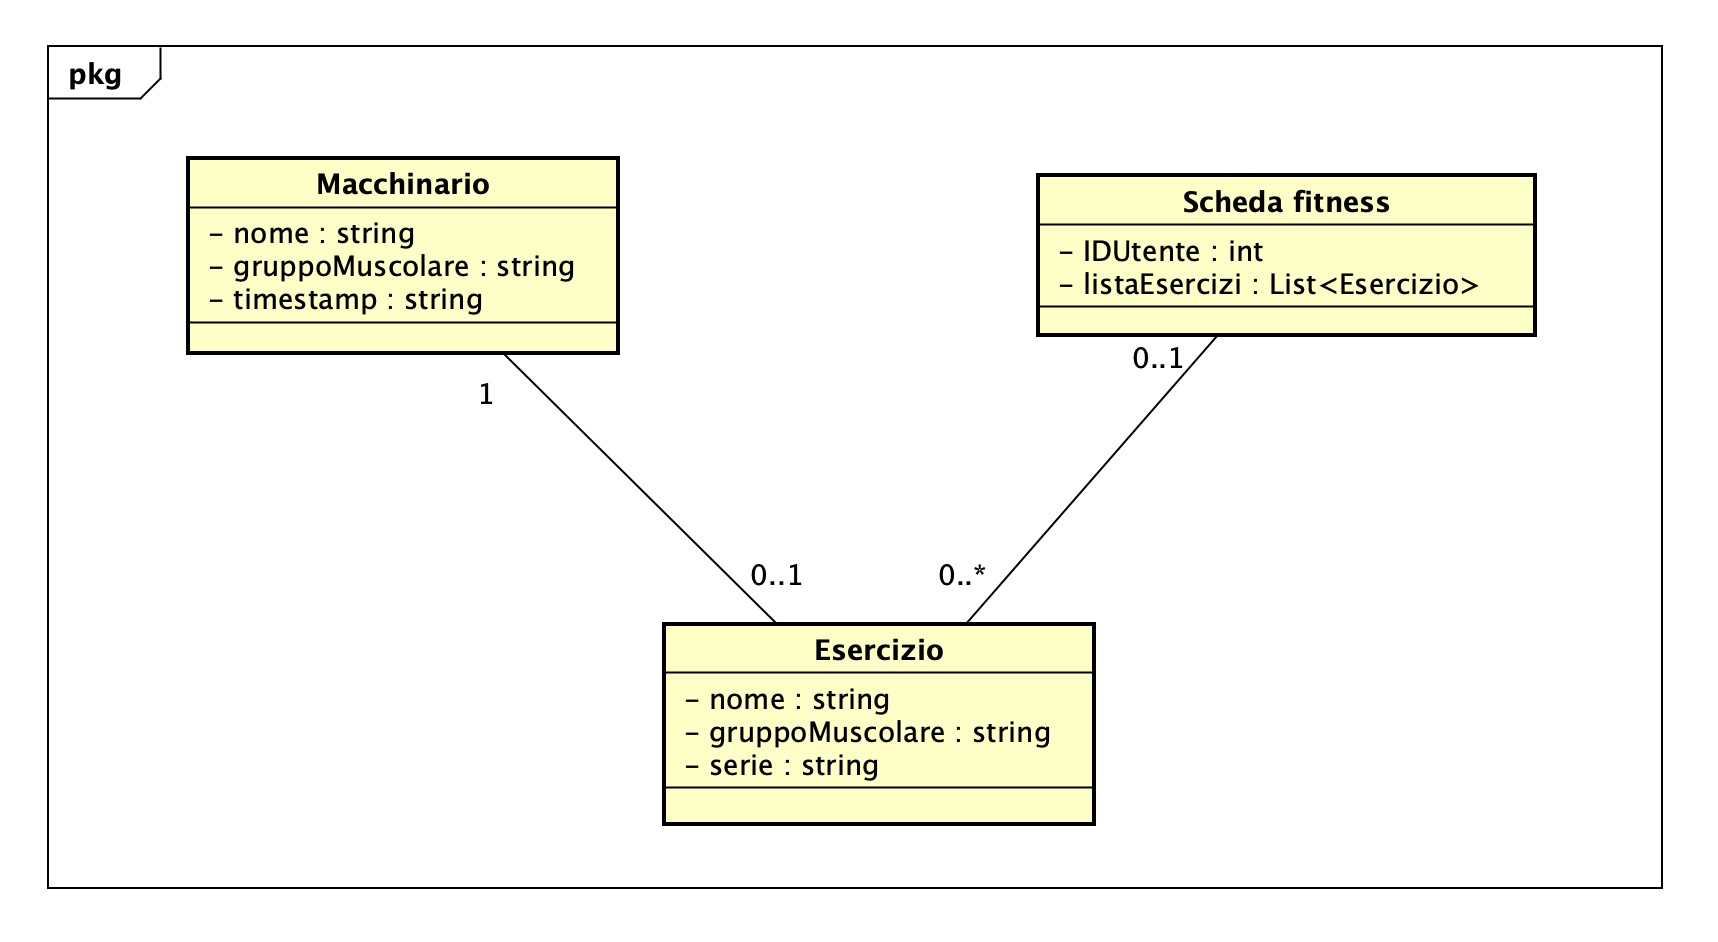 pkg
Macchinario
- nome : string
- gruppoMuscolare : string
- timestamp : string
Scheda fitness
- IDUtente : int
- listaEsercizi : List<Esercizio>
0..1
1
0..1
0..*
Esercizio
- nome : string
- gruppoMuscolare : string
- serie : string